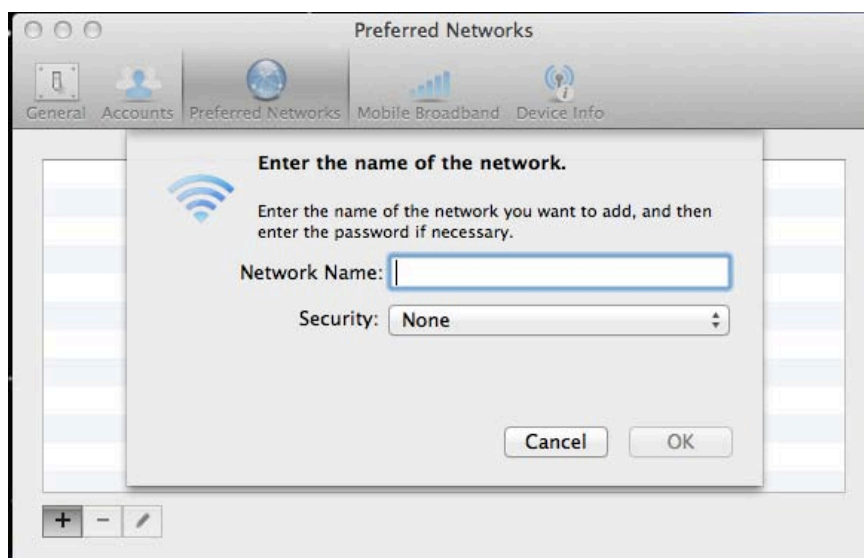 Preferred Networks
General Accounts Preferred Networks Mobile Broadband Device Info
Enter the name of the network.
Enter the name of the network you want to add, and then
enter the password if necessary.
Network Name:
Security: None
Cancel OK